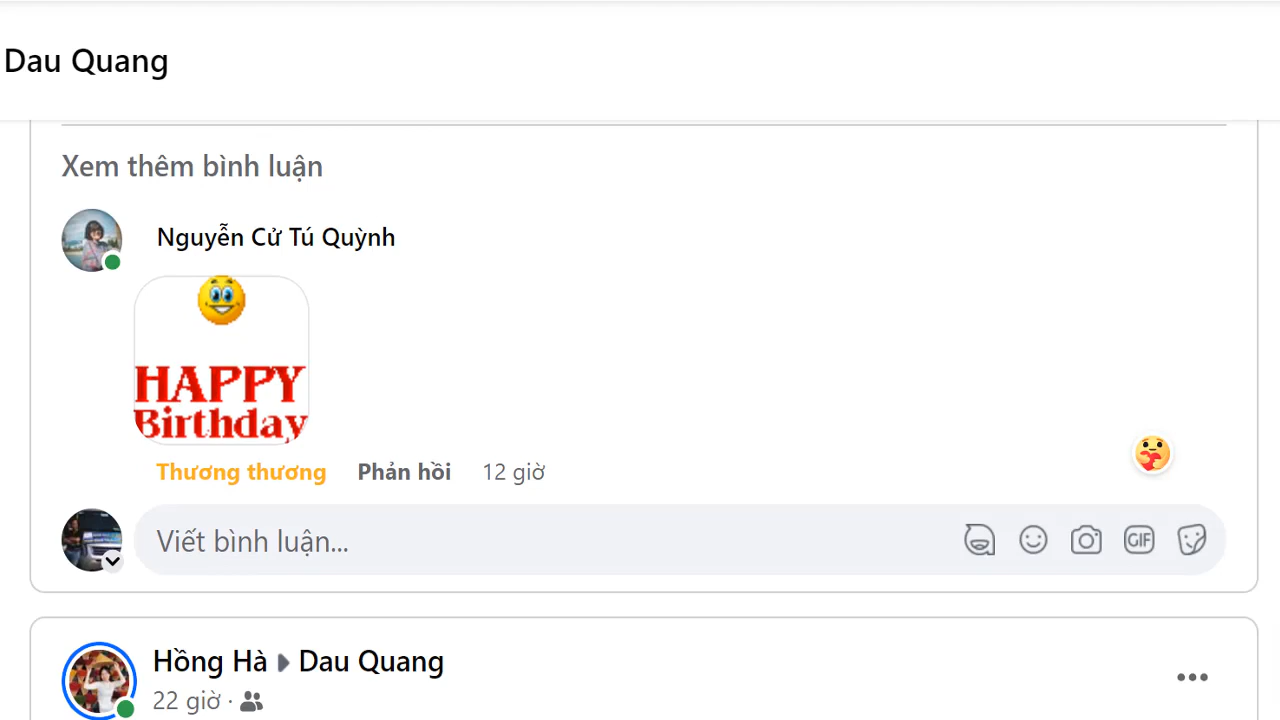 Dau Quang
Xem thêm bình luận
Nguyễn Cử Tú Quỳnh
HAPPY
Birthday
Thương thương Phản hồi 12 giờ
Viết bình luận...
GIF
Hồng Hà Dau Quang
22 giờ ·